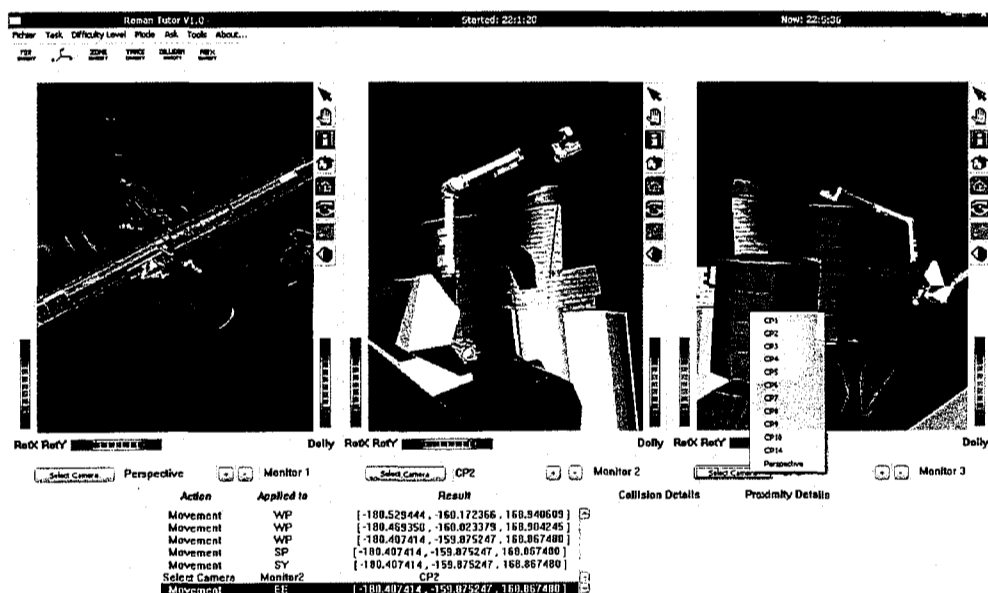 Roman Tutor V1.0 Started: 22:1:20 Now: 22:5:36
Fichier Task Difficulty Level Mode Ask Tools About...
RotX RotY Dolly RotX RotY Dolly RotX RotY Dolly
CP1
CP2
CP3
CP4
CP5
CP6
CP7
CP8
CP9
CP10
CP14
Perspective
Select Camera Perspective + - Monitor 1 Select Camera CP2 + - Monitor 2 Select Camera + - Monitor 3
Action Applied to Result Collision Details Proximity Details
Movement WP [-180.529444 , -160.172366 , 168.940609 ]
Movement WP [-180.469350 , -160.023379 , 168.904245 ]
Movement WP [-180.407414 , -159.875247 , 168.867480 ]
Movement SP [-180.407414 , -159.875247 , 168.867480 ]
Movement SY [-180.407414 , -159.875247 , 168.867480 ]
Select Camera Monitor2 CP2
Movement EE [-180.407414 , -159.875247 , 168.867480 ]